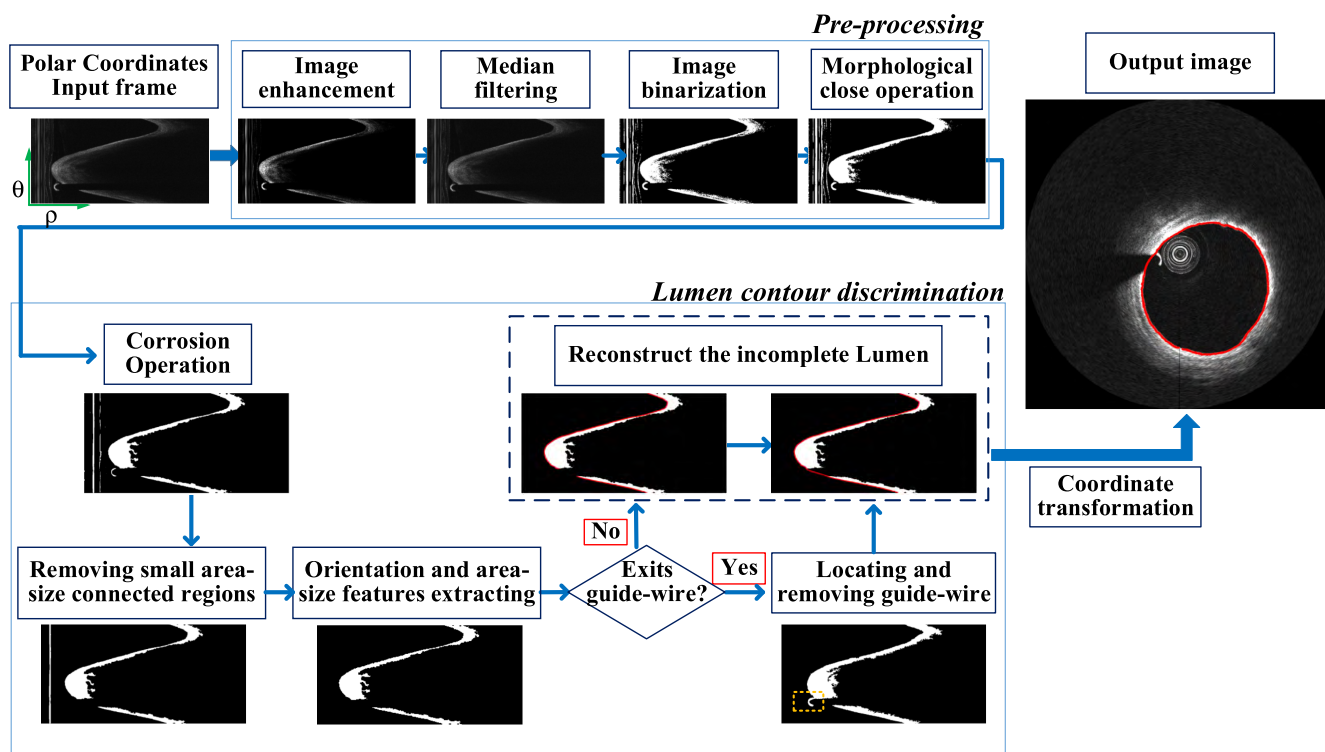 Pre-processing
Polar Coordinates
Input frame
Image
enhancement
Median
filtering
Image
binarization
Morphological
close operation
Output image
θ
ρ
Lumen contour discrimination
Corrosion
Operation
Reconstruct the incomplete Lumen
Coordinate
transformation
No
Removing small area-
size connected regions
Orientation and area-
size features extracting
Exits
guide-wire?
Yes
Locating and
removing guide-wire